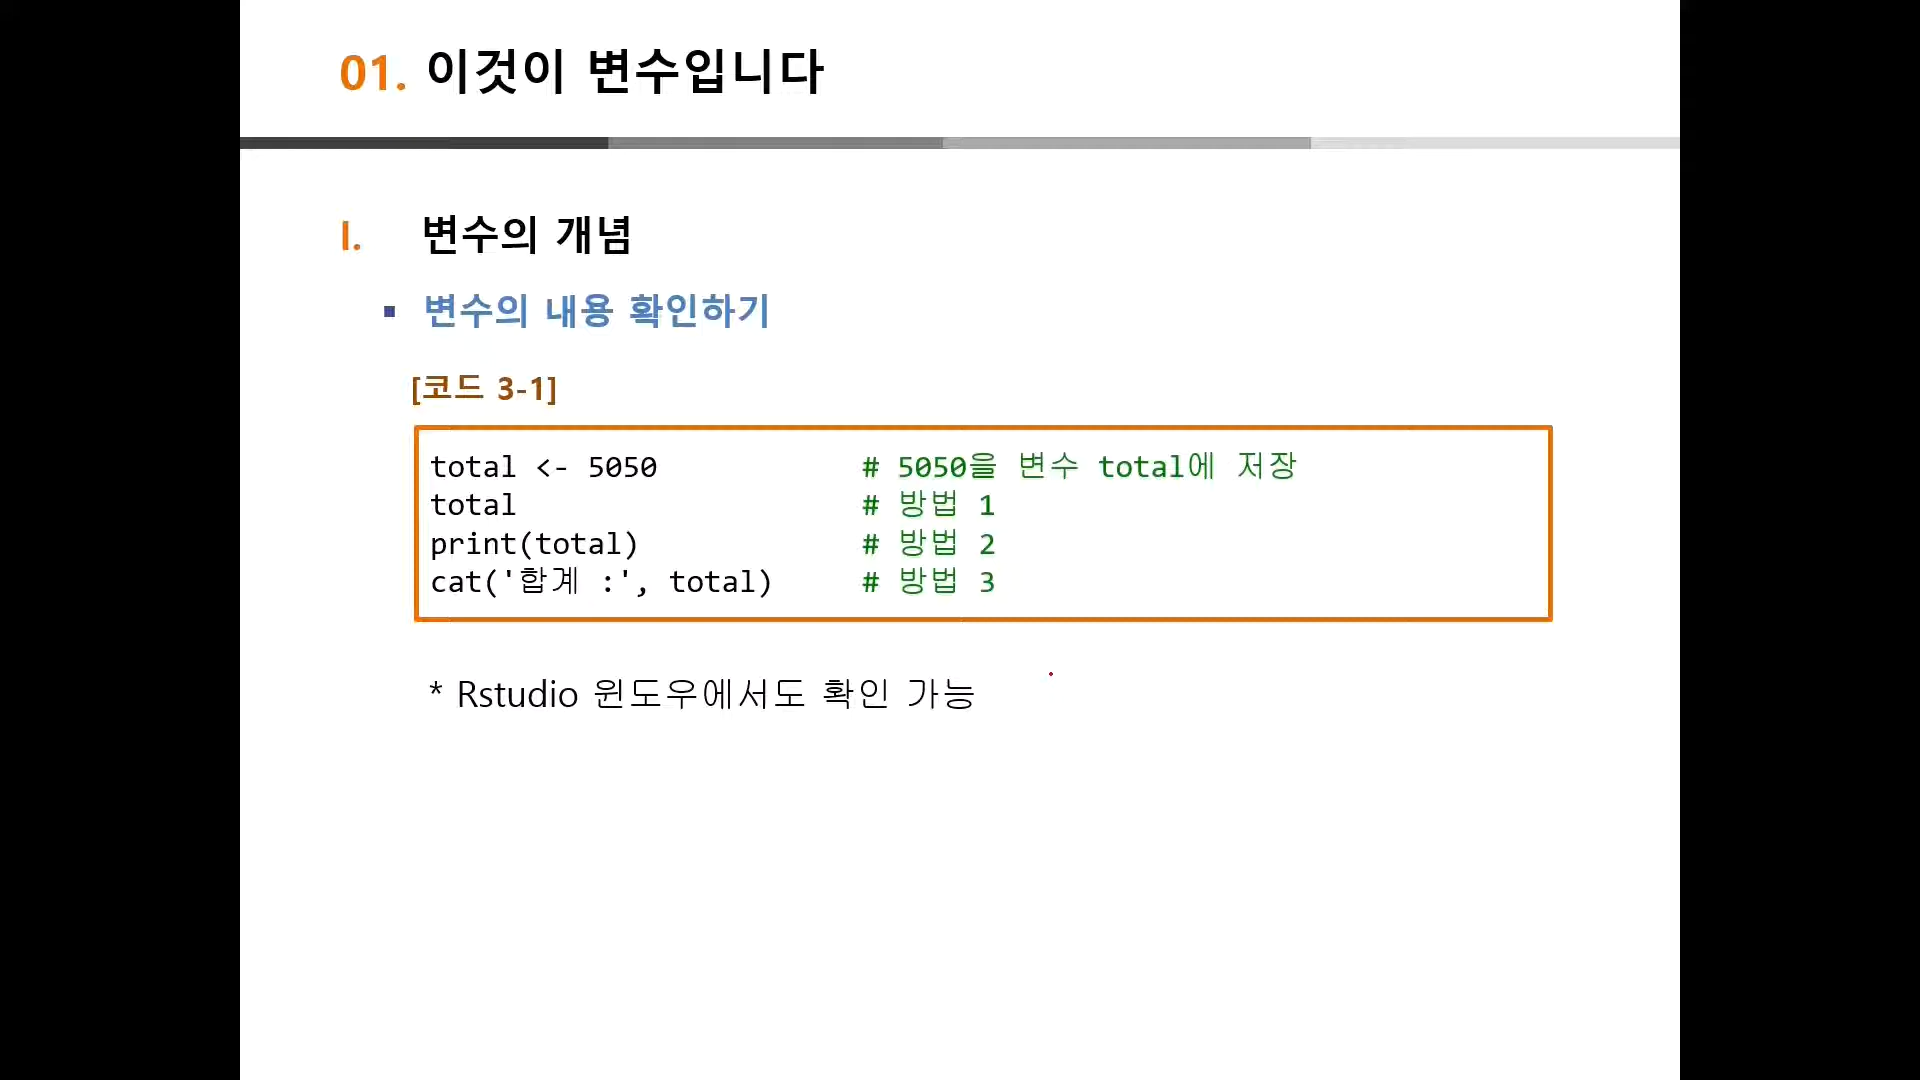 01. 이것이 변수입니다
I. 변수의 개념
▪ 변수의 내용 확인하기
[코드 3-1]
total <- 5050 # 5050을 변수 total에 저장
total # 방법 1
print(total) # 방법 2
cat('합계 :', total) # 방법 3
* Rstudio 윈도우에서도 확인 가능